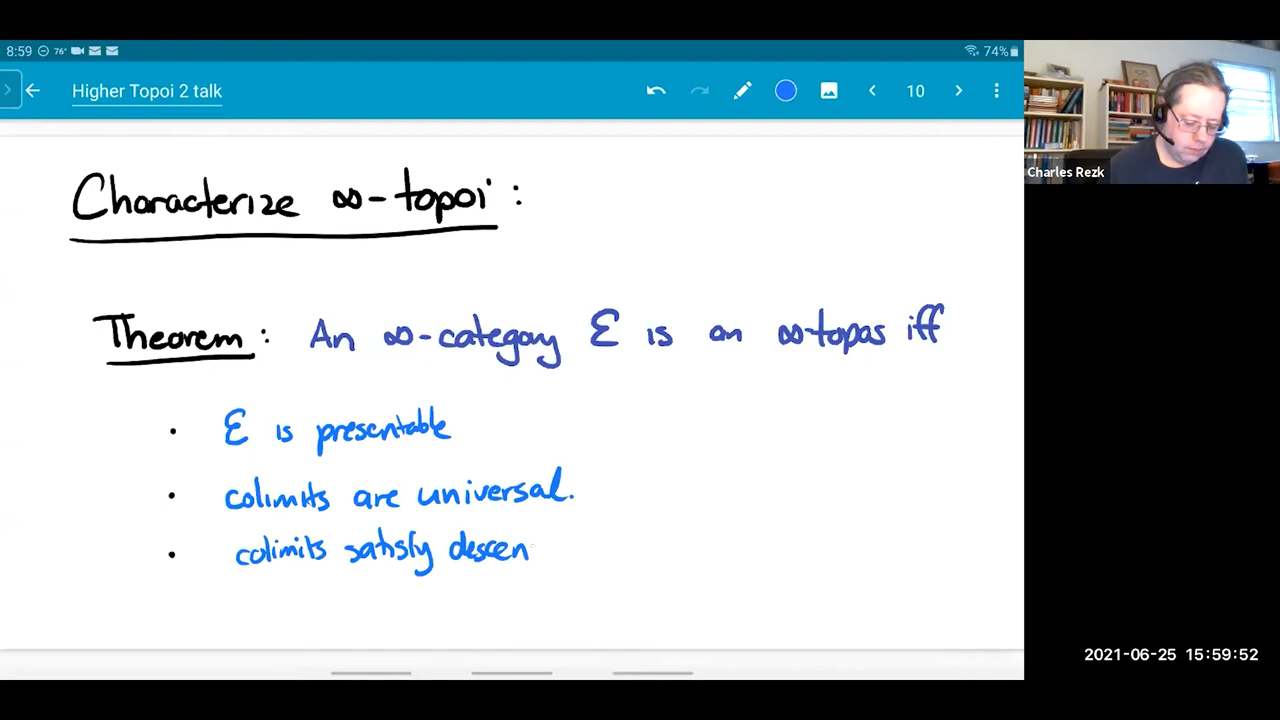 8:59 76° 74%
Higher Topoi 2 talk 10
Charles Rezk
Characterize ∞-topoi :
Theorem : An ∞-category ℰ is an ∞-topos iff
· ℰ is presentable
· colimits are universal.
· colimits satisfy descen
2021-06-25 15:59:52